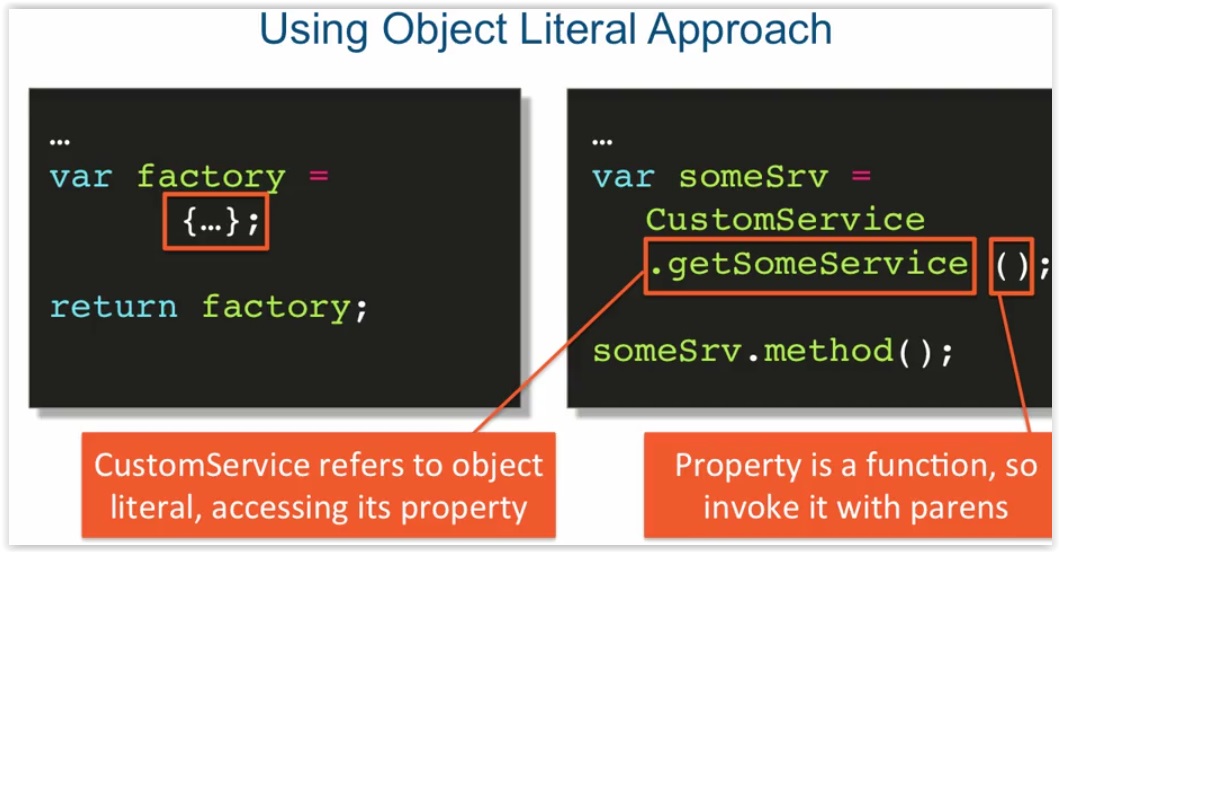 Using Object Literal Approach
…
var factory =
{…};
return factory;
…
var someSrv =
CustomService
.getSomeService ();
someSrv.method();
CustomService refers to object
literal, accessing its property
Property is a function, so
invoke it with parens